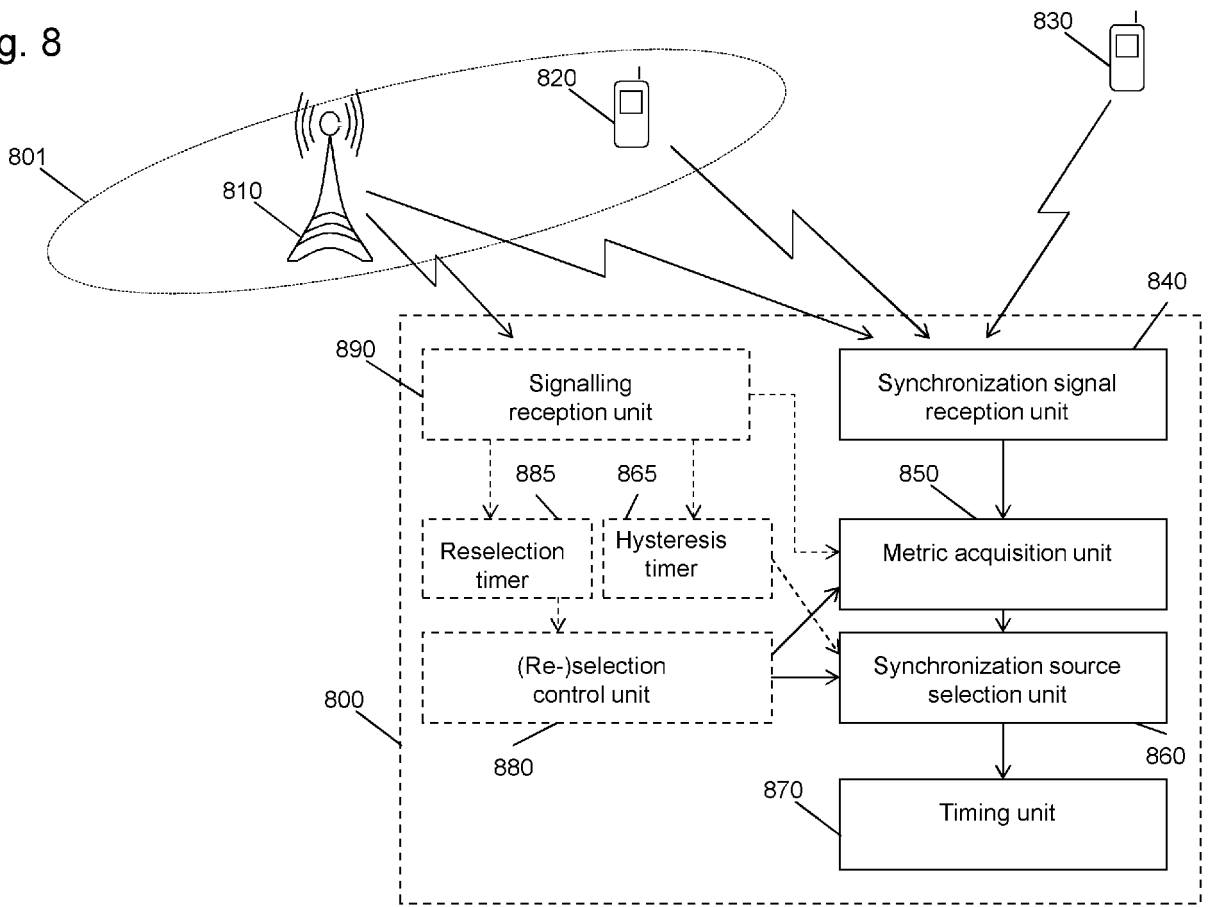 g. 8
830
820
801
810
840
890
Signalling
reception unit
Synchronization signal
reception unit
885
865
850
Reselection
timer
Hysteresis
timer
Metric acquisition unit
(Re-)selection
control unit
Synchronization source
selection unit
800
880
860
870
Timing unit